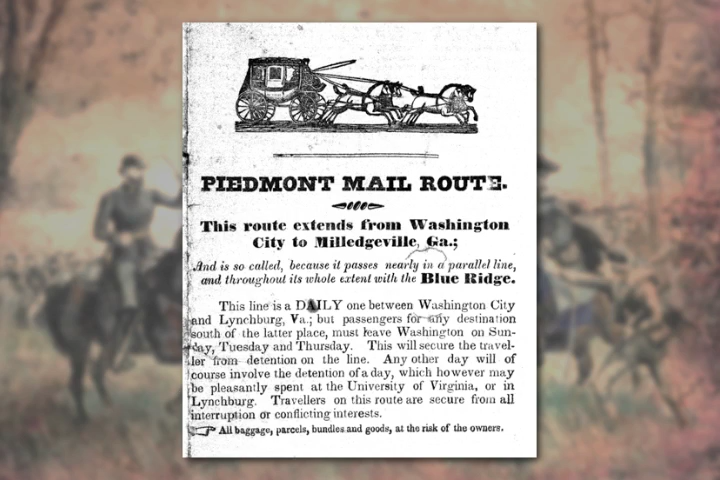 PIEDMONT MAIL ROUTE.
This route extends from Washington
City to Milledgeville, Ga.;
And is so called, because it passes nearly in a parallel line,
and throughout its whole extent with the Blue Ridge.
This line is a DAILY one between Washington City
and Lynchburg, Va.; but passengers for any destination
south of the latter place, must leave Washington on Sun-
day, Tuesday and Thursday. This will secure the travel-
ler from detention on the line. Any other day will of
course involve the detention of a day, which however may
be pleasantly spent at the University of Virginia, or in
Lynchburg. Travellers on this route are secure from all
interruption or conflicting interests.
☞ All baggage, parcels, bundles and goods, at the risk of the owners.